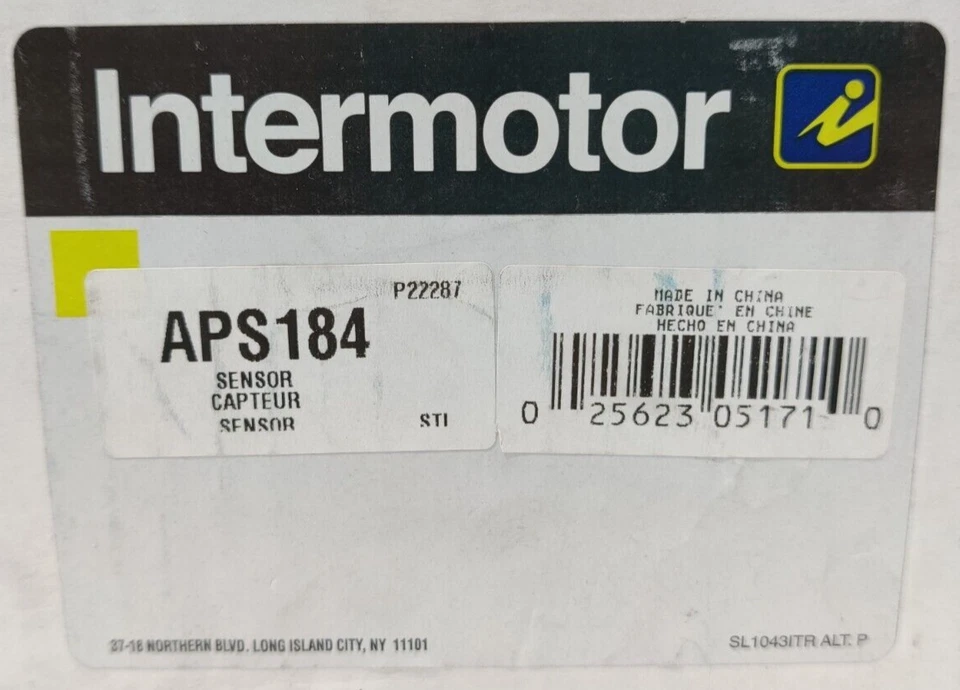 Intermotor
P22287
APS184
SENSOR
CAPTEUR
SENSOR
STI
MADE IN CHINA
FABRIQUE' EN CHINE
HECHO EN CHINA
0 25623 05171 0
37-18 NORTHERN BLVD. LONG ISLAND CITY, NY 11101
SL1043ITR ALT. P